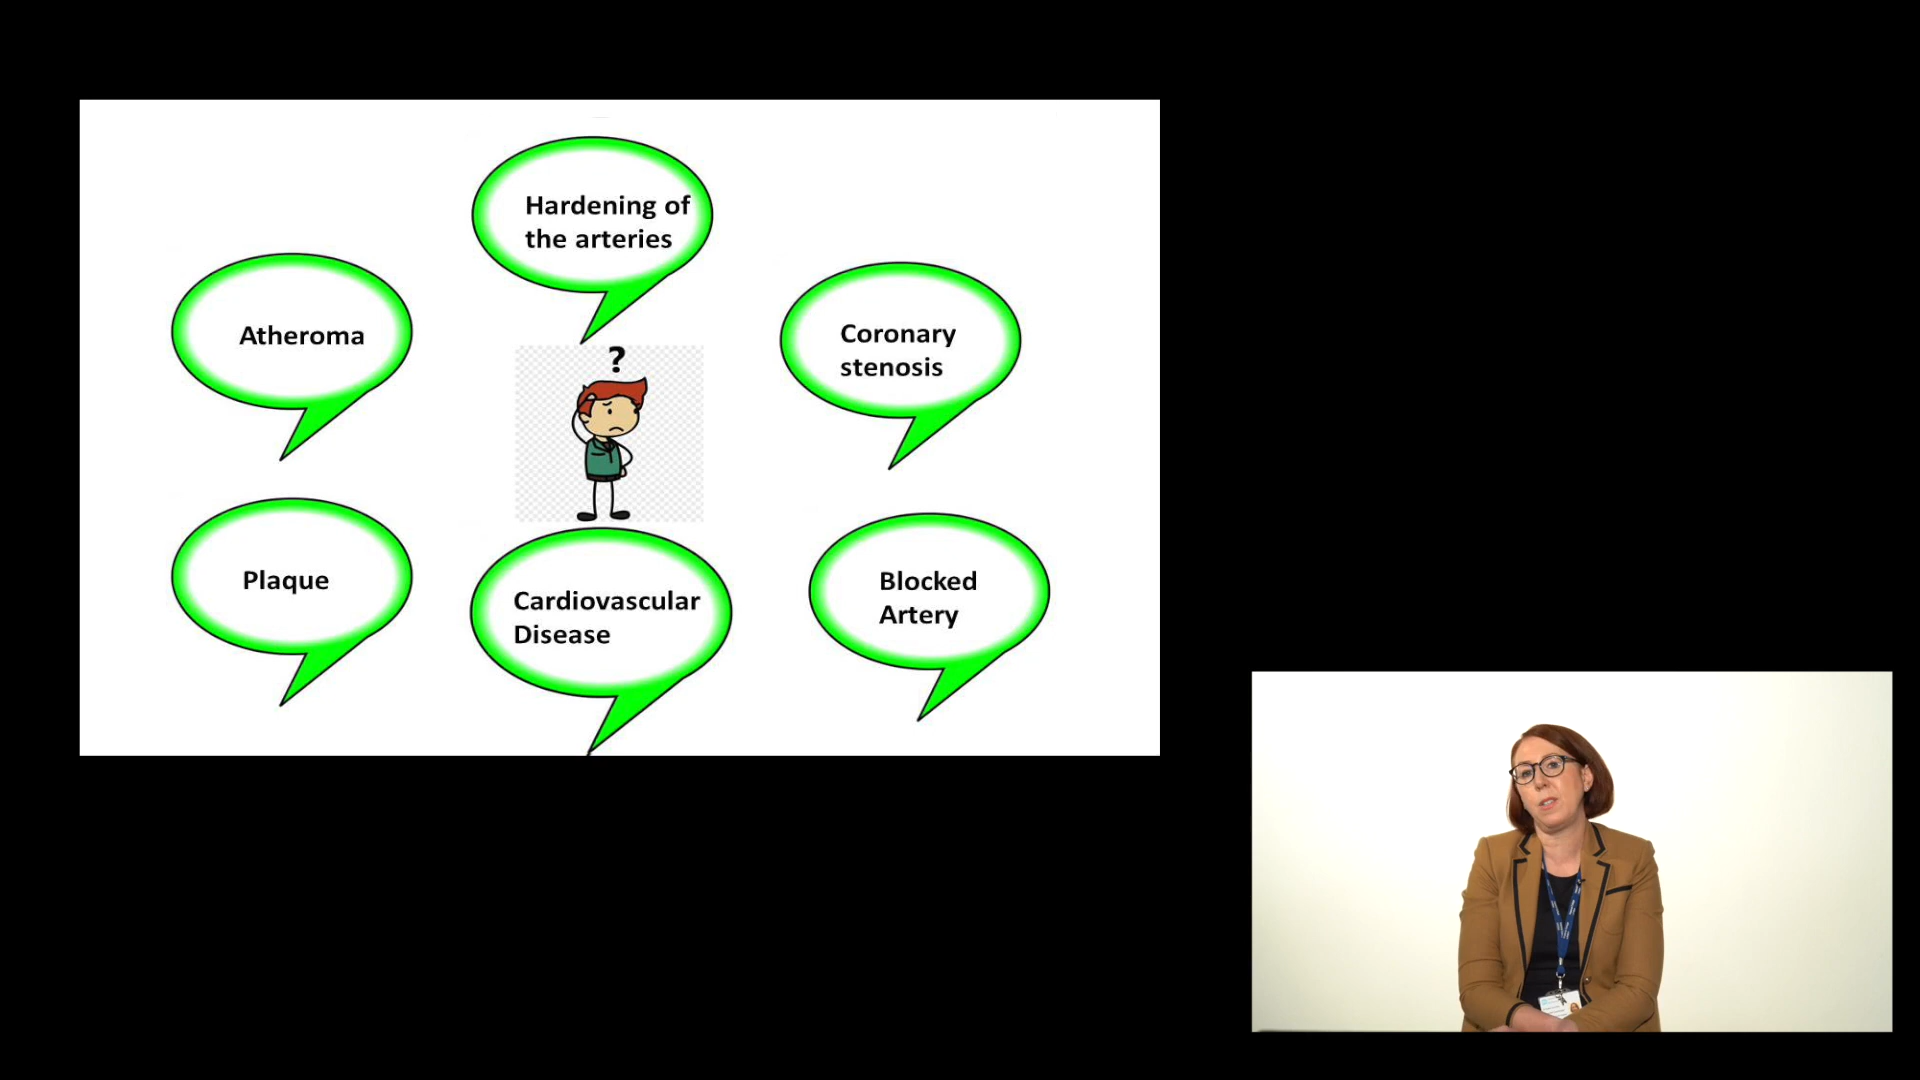 Hardening of
the arteries
Atheroma
Coronary
stenosis
?
Plaque
Cardiovascular
Disease
Blocked
Artery